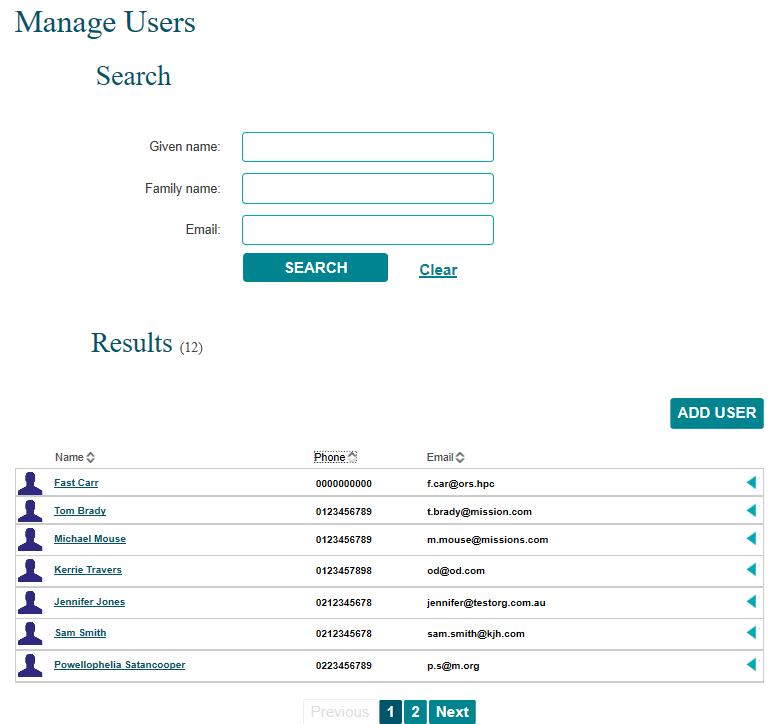 Manage Users
Search
Given name:
Family name:
Email:
SEARCH Clear
Results (12)
ADD USER
Name Phone Email
Fast Carr 0000000000 f.car@ors.hpc
Tom Brady 0123456789 t.brady@mission.com
Michael Mouse 0123456789 m.mouse@missions.com
Kerrie Travers 0123457898 od@od.com
Jennifer Jones 0212345678 jennifer@testorg.com.au
Sam Smith 0212345678 sam.smith@kjh.com
Powellophelia Satancooper 0223456789 p.s@m.org
Previous 1 2 Next